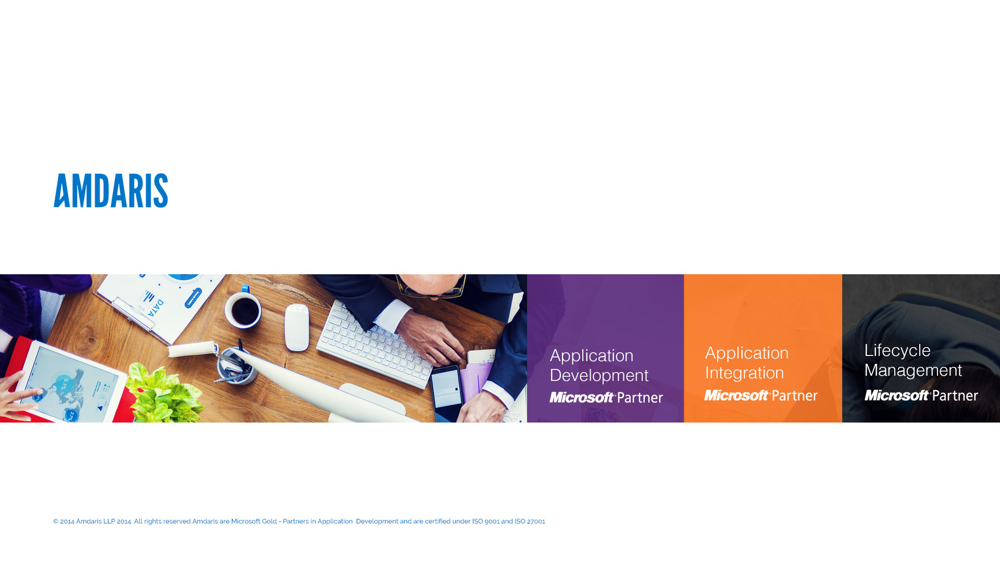 AMDARIS
DATA
Application
Development
Microsoft Partner
Application
Integration
Microsoft Partner
Lifecycle
Management
Microsoft Partner
© 2014 Amdaris LLP 2014. All rights reserved Amdaris are Microsoft Gold - Partners in Application  Development and are certified under ISO 9001 and ISO 27001